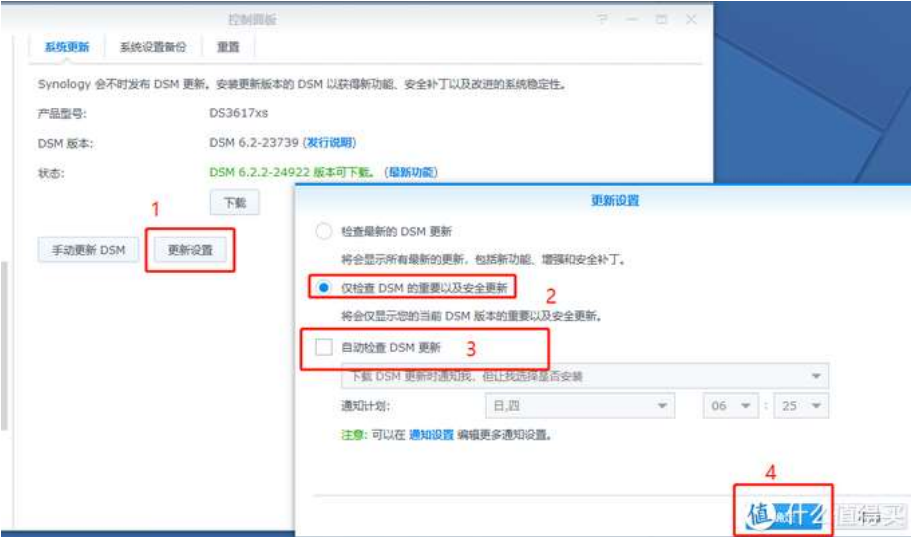 控制面板
系统更新 系统设置备份 重置
Synology 会不时发布 DSM 更新。安装更新版本的 DSM 以获得新功能、安全补丁以及改进的系统稳定性。
产品型号: DS3617xs
DSM 版本: DSM 6.2-23739 (发行说明)
状态: DSM 6.2.2-24922 版本可下载。 (最新功能)
下载
1
手动更新 DSM 更新设置
更新设置
检查最新的 DSM 更新
将会显示所有最新的更新，包括新功能、增强和安全补丁。
仅检查 DSM 的重要以及安全更新
2
将会仅显示您的当前 DSM 版本的重要以及安全更新。
自动检查 DSM 更新 3
下载 DSM 更新时通知我，但让我选择是否安装
通知计划: 日,四 06 : 25
注意: 可以在 通知设置 编辑更多通知设置。
4
值 什么值得买